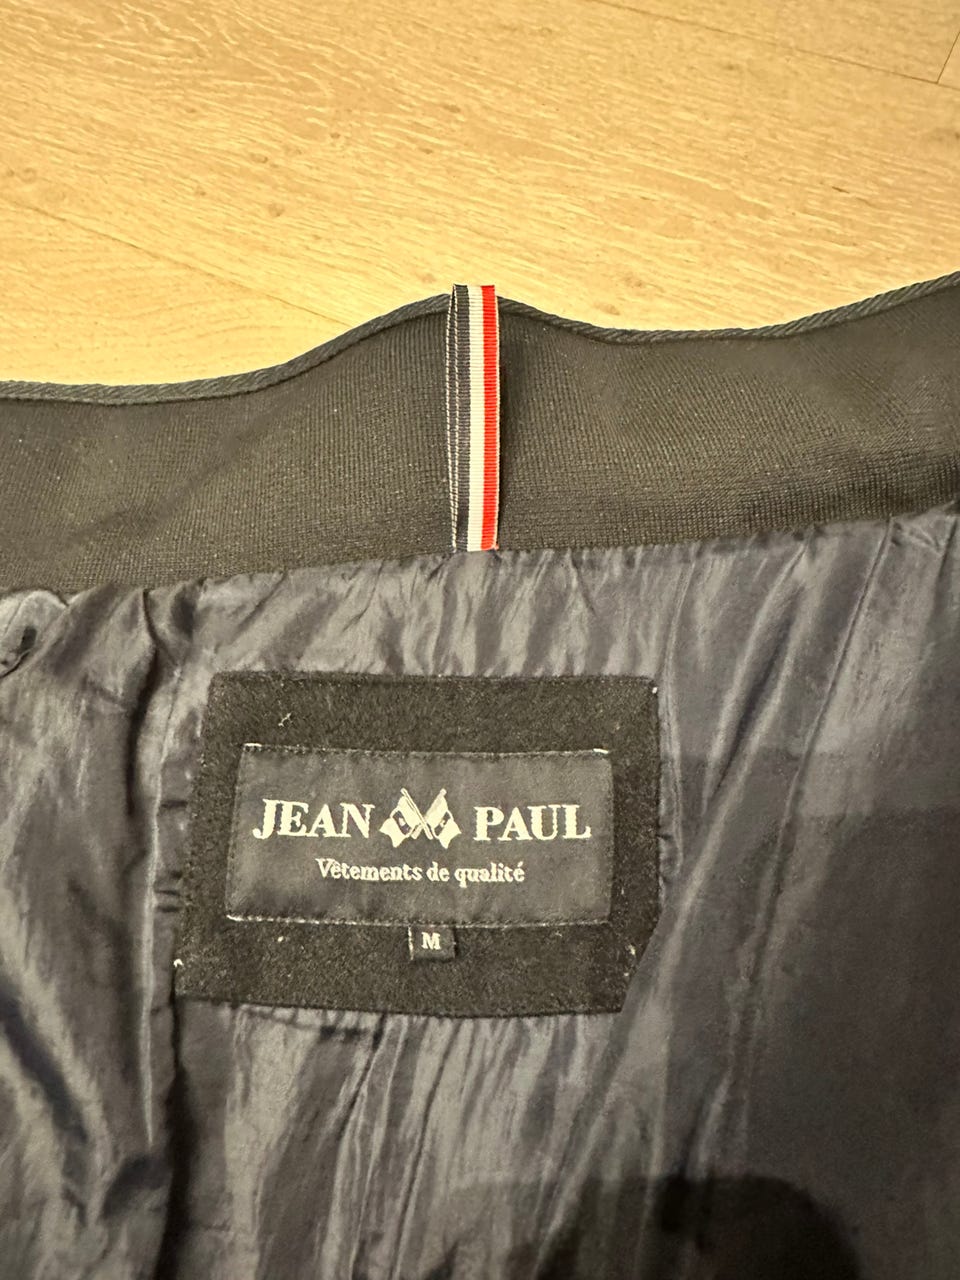 JEAN PAUL
Vêtements de qualité
M